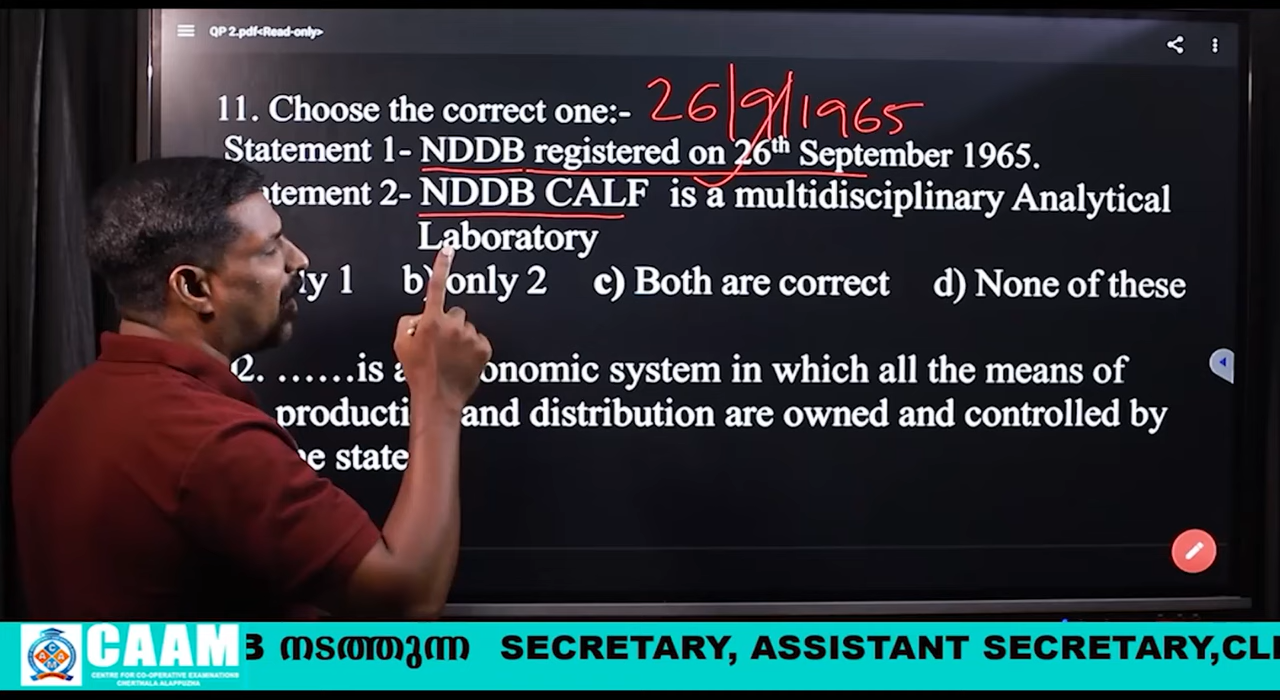 QP 2.pdf<Read-only>
11. Choose the correct one:- 26/9/1965
Statement 1- NDDB registered on 26th September 1965.
tement 2- NDDB CALF is a multidisciplinary Analytical
Laboratory
ly 1 b) only 2 c) Both are correct d) None of these
2. ......is a onomic system in which all the means of
producti and distribution are owned and controlled by
e state
CAAM
CENTRE FOR CO-OPERATIVE EXAMINATIONS
CHERTHALA ALAPPUZHA
B നടത്തുന്ന SECRETARY, ASSISTANT SECRETARY,CLE